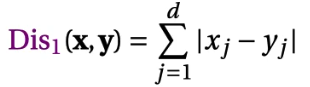 Dis₁(𝐱,𝐲) = ∑_{j=1}^{d} |x_j − y_j|